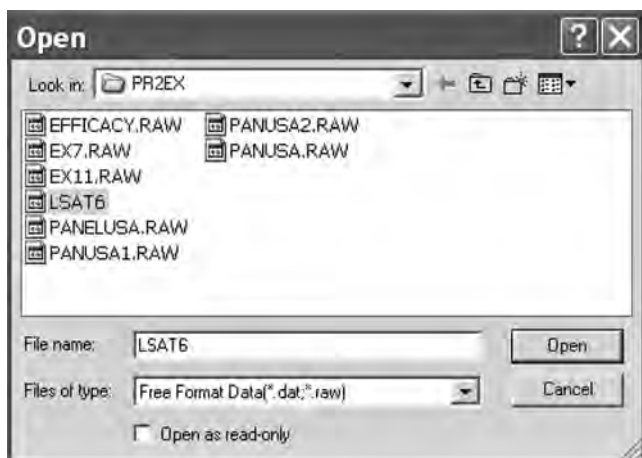 Open
Look in: PR2EX
EFFICACY.RAW
EX7.RAW
EX11.RAW
LSAT6
PANELUSA.RAW
PANUSA1.RAW
PANUSA2.RAW
PANUSA.RAW
File name: LSAT6
Open
Files of type: Free Format Data(*.dat;*.raw)
Cancel
Open as read-only